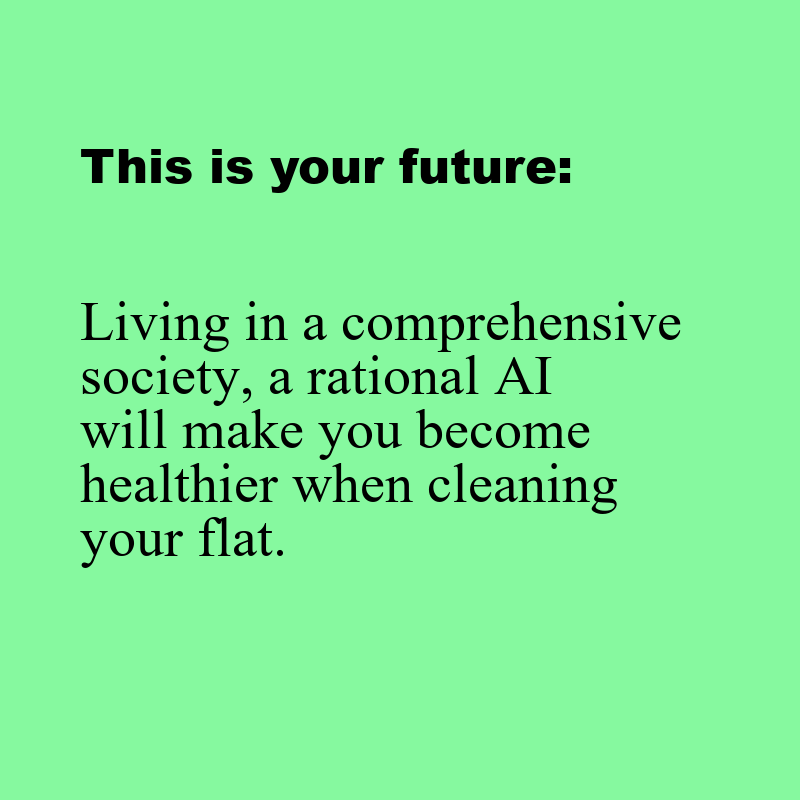 This is your future:
Living in a comprehensive
society, a rational AI
will make you become
healthier when cleaning
your flat.